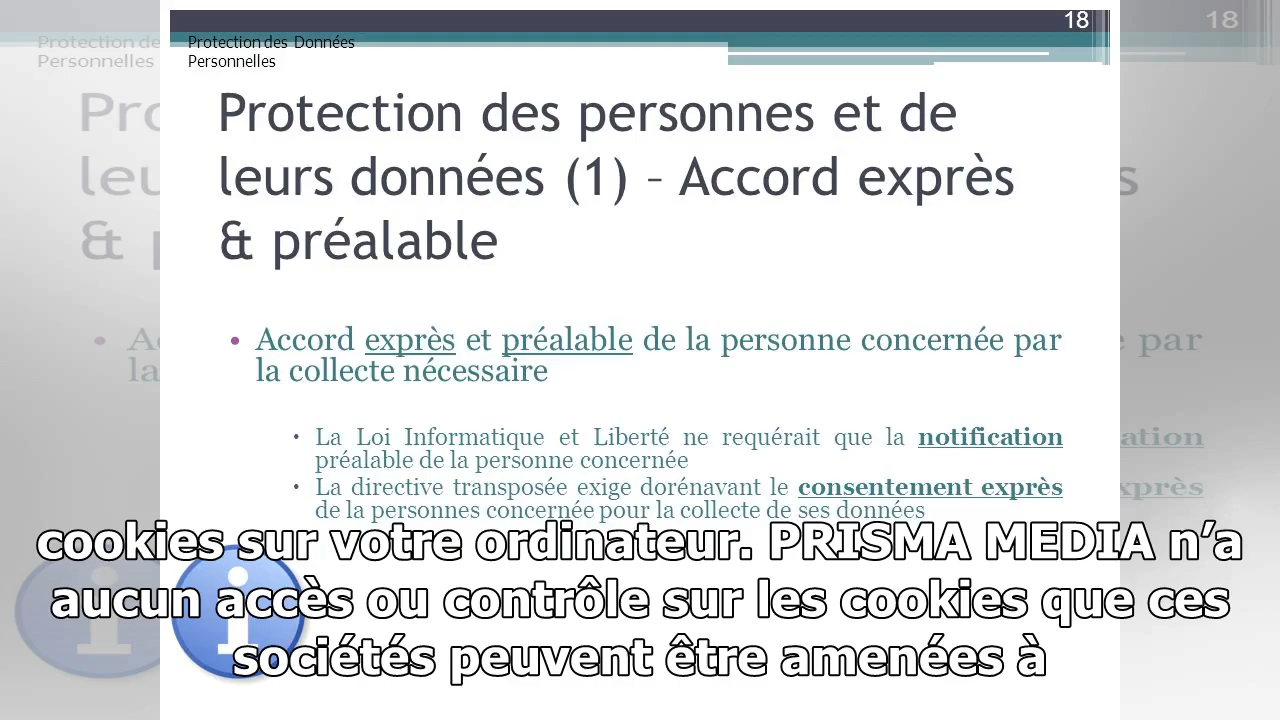 18
Protection des Données
Personnelles
Protection des personnes et de
leurs données (1) – Accord exprès
& préalable
• Accord exprès et préalable de la personne concernée par
la collecte nécessaire
• La Loi Informatique et Liberté ne requérait que la notification
préalable de la personne concernée
• La directive transposée exige dorénavant le consentement exprès
de la personnes concernée pour la collecte de ses données
cookies sur votre ordinateur. PRISMA MEDIA n’a
aucun accès ou contrôle sur les cookies que ces
sociétés peuvent être amenées à